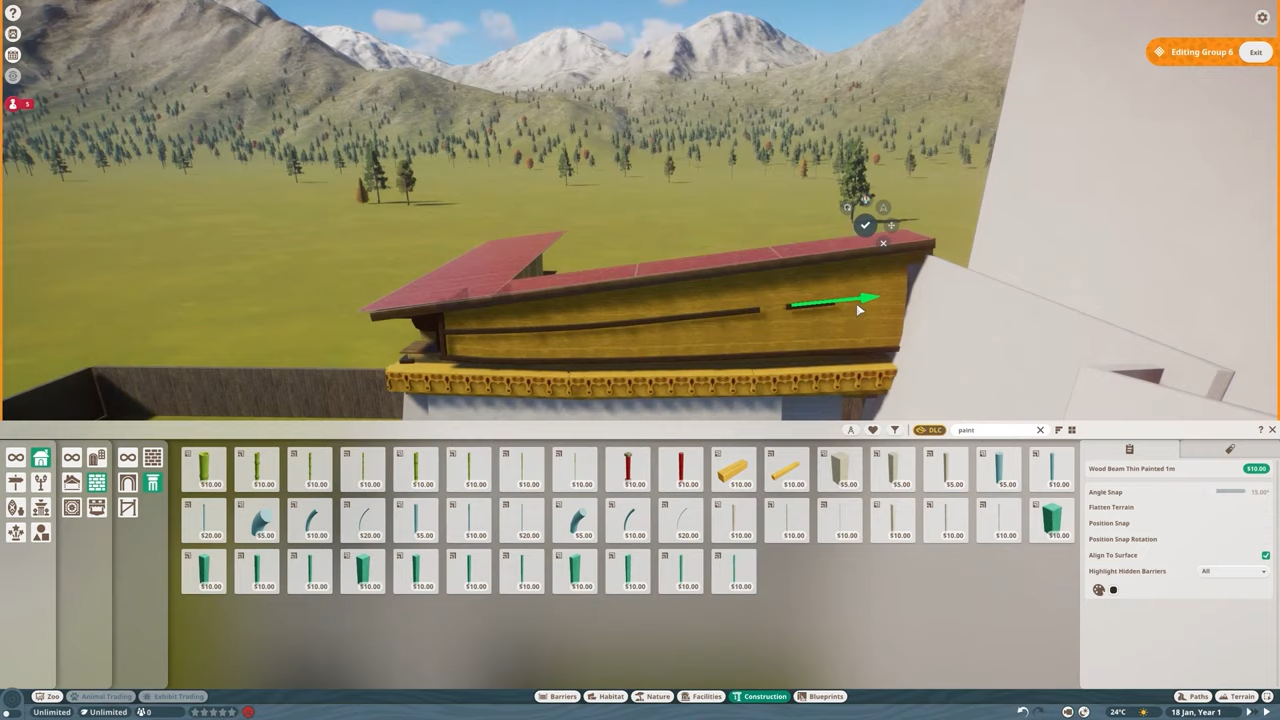 ?
5
Editing Group 6
Exit
DLC
paint
?
$10.00 $10.00 $10.00 $10.00 $10.00 $10.00 $10.00 $10.00 $10.00 $10.00 $10.00 $10.00 $5.00 $5.00 $5.00 $5.00 $10.00
$20.00 $5.00 $10.00 $20.00 $5.00 $10.00 $20.00 $5.00 $10.00 $20.00 $10.00 $10.00 $10.00 $10.00 $10.00 $10.00 $10.00
$10.00 $10.00 $10.00 $10.00 $10.00 $10.00 $10.00 $10.00 $10.00 $10.00 $10.00
Wood Beam Thin Painted 1m
$10.00
Angle Snap
15.00°
Flatten Terrain
Position Snap
Position Snap Rotation
Align To Surface
Highlight Hidden Barriers
All
Zoo
Animal Trading
Exhibit Trading
Barriers
Habitat
Nature
Facilities
Construction
Blueprints
Paths
Terrain
Unlimited
Unlimited
0
24°C
18 Jan, Year 1